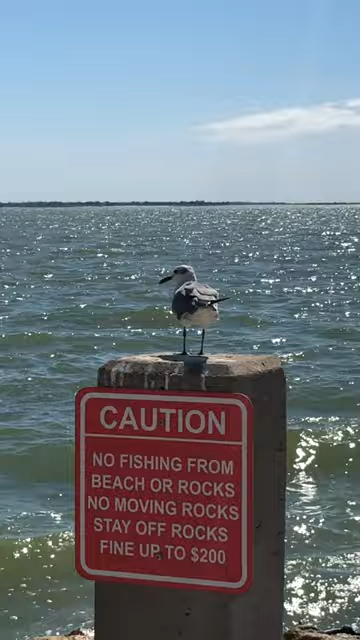 CAUTION
NO FISHING FROM
BEACH OR ROCKS
NO MOVING ROCKS
STAY OFF ROCKS
FINE UP TO $200